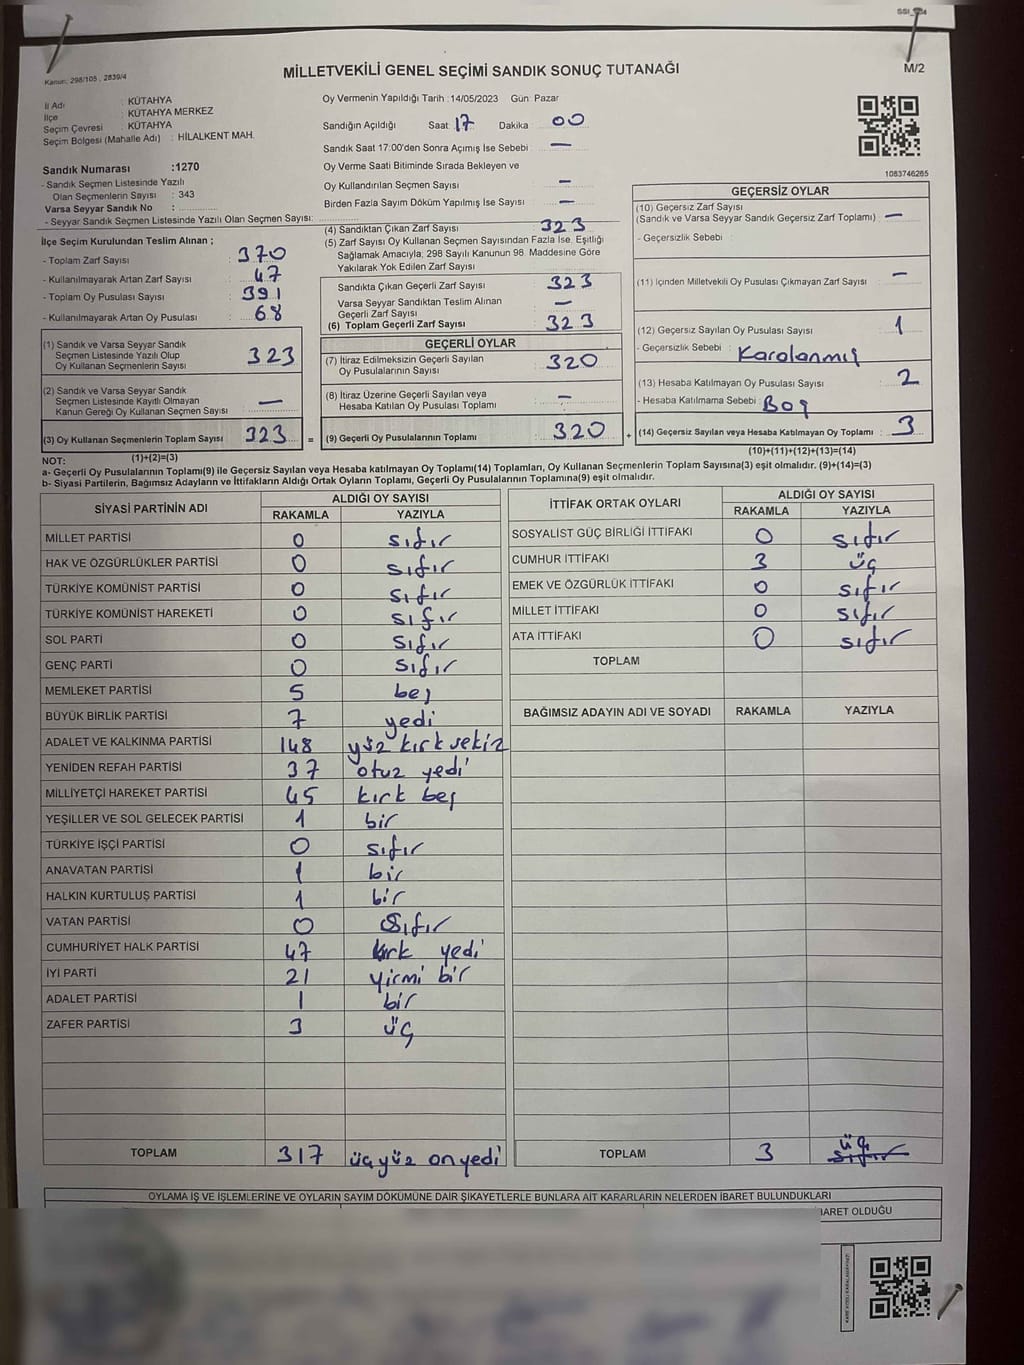 Kanun: 298/105, 2839/4
MİLLETVEKİLİ GENEL SEÇİMİ SANDIK SONUÇ TUTANAĞI
M/2
İl Adı : KÜTAHYA
İlçe : KÜTAHYA MERKEZ
Seçim Çevresi : KÜTAHYA
Seçim Bölgesi (Mahalle Adı) : HİLALKENT MAH.
Sandık Numarası : 1270
- Sandık Seçmen Listesinde Yazılı
Olan Seçmenlerin Sayısı : 343
Varsa Seyyar Sandık No :
- Seyyar Sandık Seçmen Listesinde Yazılı Olan Seçmen Sayısı:
Oy Vermenin Yapıldığı Tarih : 14/05/2023 Gün: Pazar
Sandığın Açıldığı Saat 17 Dakika 00
Sandık Saat 17:00'den Sonra Açımış İse Sebebi : —
Oy Verme Saati Bitiminde Sırada Bekleyen ve
Oy Kullandırılan Seçmen Sayısı : —
Birden Fazla Sayım Döküm Yapılmış İse Sayısı : —
1083746265
İlçe Seçim Kurulundan Teslim Alınan ;
- Toplam Zarf Sayısı : 370
- Kullanılmayarak Artan Zarf Sayısı : 47
- Toplam Oy Pusulası Sayısı : 391
- Kullanılmayarak Artan Oy Pusulası : 68
(4) Sandıktan Çıkan Zarf Sayısı : 323
(5) Zarf Sayısı Oy Kullanan Seçmen Sayısından Fazla İse, Eşitliği
Sağlamak Amacıyla; 298 Sayılı Kanunun 98. Maddesine Göre
Yakılarak Yok Edilen Zarf Sayısı
Sandıkta Çıkan Geçerli Zarf Sayısı : 323
Varsa Seyyar Sandıktan Teslim Alınan
Geçerli Zarf Sayısı : —
(6) Toplam Geçerli Zarf Sayısı : 323
GEÇERSİZ OYLAR
(10) Geçersiz Zarf Sayısı
(Sandık ve Varsa Seyyar Sandık Geçersiz Zarf Toplamı) : —
- Geçersizlik Sebebi :
(11) İçinden Milletvekili Oy Pusulası Çıkmayan Zarf Sayısı : —
(12) Geçersiz Sayılan Oy Pusulası Sayısı : 1
- Geçersizlik Sebebi : Karalanmış
(13) Hesaba Katılmayan Oy Pusulası Sayısı : 2
- Hesaba Katılmama Sebebi : Boş
(1) Sandık ve Varsa Seyyar Sandık
Seçmen Listesinde Yazılı Olup
Oy Kullanan Seçmenlerin Sayısı : 323
(2) Sandık ve Varsa Seyyar Sandık
Seçmen Listesinde Kayıtlı Olmayan
Kanun Gereği Oy Kullanan Seçmen Sayısı : —
GEÇERLİ OYLAR
(7) İtiraz Edilmeksizin Geçerli Sayılan
Oy Pusulalarının Sayısı : 320
(8) İtiraz Üzerine Geçerli Sayılan veya
Hesaba Katılan Oy Pusulası Toplamı : —
(3) Oy Kullanan Seçmenlerin Toplam Sayısı : 323 = (9) Geçerli Oy Pusulalarının Toplamı : 320 + (14) Geçersiz Sayılan veya Hesaba Katılmayan Oy Toplamı : 3
NOT: (1)+(2)=(3) (10)+(11)+(12)+(13)=(14)
a- Geçerli Oy Pusulalarının Toplamı(9) ile Geçersiz Sayılan veya Hesaba katılmayan Oy Toplamı(14) Toplamları, Oy Kullanan Seçmenlerin Toplam Sayısına(3) eşit olmalıdır. (9)+(14)=(3)
b- Siyasi Partilerin, Bağımsız Adayların ve İttifakların Aldığı Ortak Oyların Toplamı, Geçerli Oy Pusulalarının Toplamına(9) eşit olmalıdır.
SİYASİ PARTİNİN ADI ALDIĞI OY SAYISI
RAKAMLA YAZIYLA
MİLLET PARTİSİ 0 sıfır
HAK VE ÖZGÜRLÜKLER PARTİSİ 0 sıfır
TÜRKİYE KOMÜNİST PARTİSİ 0 sıfır
TÜRKİYE KOMÜNİST HAREKETİ 0 sıfır
SOL PARTİ 0 sıfır
GENÇ PARTİ 0 sıfır
MEMLEKET PARTİSİ 5 beş
BÜYÜK BİRLİK PARTİSİ 7 yedi
ADALET VE KALKINMA PARTİSİ 148 yüz kırk sekiz
YENİDEN REFAH PARTİSİ 37 otuz yedi
MİLLİYETÇİ HAREKET PARTİSİ 45 kırk beş
YEŞİLLER VE SOL GELECEK PARTİSİ 1 bir
TÜRKİYE İŞÇİ PARTİSİ 0 sıfır
ANAVATAN PARTİSİ 1 bir
HALKIN KURTULUŞ PARTİSİ 1 bir
VATAN PARTİSİ 0 sıfır
CUMHURİYET HALK PARTİSİ 47 kırk yedi
İYİ PARTİ 21 yirmi bir
ADALET PARTİSİ 1 bir
ZAFER PARTİSİ 3 üç
TOPLAM 317 üçyüz onyedi
İTTİFAK ORTAK OYLARI ALDIĞI OY SAYISI
RAKAMLA YAZIYLA
SOSYALİST GÜÇ BİRLİĞİ İTTİFAKI 0 sıfır
CUMHUR İTTİFAKI 3 üç
EMEK VE ÖZGÜRLÜK İTTİFAKI 0 sıfır
MİLLET İTTİFAKI 0 sıfır
ATA İTTİFAKI 0 sıfır
TOPLAM
BAĞIMSIZ ADAYIN ADI VE SOYADI RAKAMLA YAZIYLA
TOPLAM 3 üç sıfır
OYLAMA İŞ VE İŞLEMLERİNE VE OYLARIN SAYIM DÖKÜMÜNE DAİR ŞİKAYETLERLE BUNLARA AİT KARARLARIN NELERDEN İBARET BULUNDUKLARI
İBARET OLDUĞU